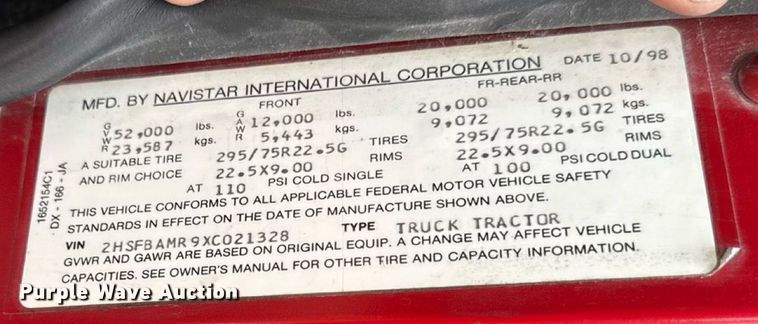 MFD. BY NAVISTAR INTERNATIONAL CORPORATION DATE 10/98
FRONT FR-REAR-RR
GVWR 52,000 lbs. GAWR 12,000 lbs. 20,000 20,000 lbs.
23,587 kgs. 5,443 kgs. 9,072 9,072 kgs.
A SUITABLE TIRE 295/75R22.5G TIRES 295/75R22.5G TIRES
AND RIM CHOICE 22.5X9.00 RIMS 22.5X9.00 RIMS
AT 110 PSI COLD SINGLE AT 100 PSI COLD DUAL
THIS VEHICLE CONFORMS TO ALL APPLICABLE FEDERAL MOTOR VEHICLE SAFETY
STANDARDS IN EFFECT ON THE DATE OF MANUFACTURE SHOWN ABOVE.
VIN 2HSFBAMR9XC021328 TYPE TRUCK TRACTOR
GVWR AND GAWR ARE BASED ON ORIGINAL EQUIP. A CHANGE MAY AFFECT VEHICLE
CAPACITIES. SEE OWNER'S MANUAL FOR OTHER TIRE AND CAPACITY INFORMATION.
1652154C1
DX - 166 - JA
Purple Wave Auction